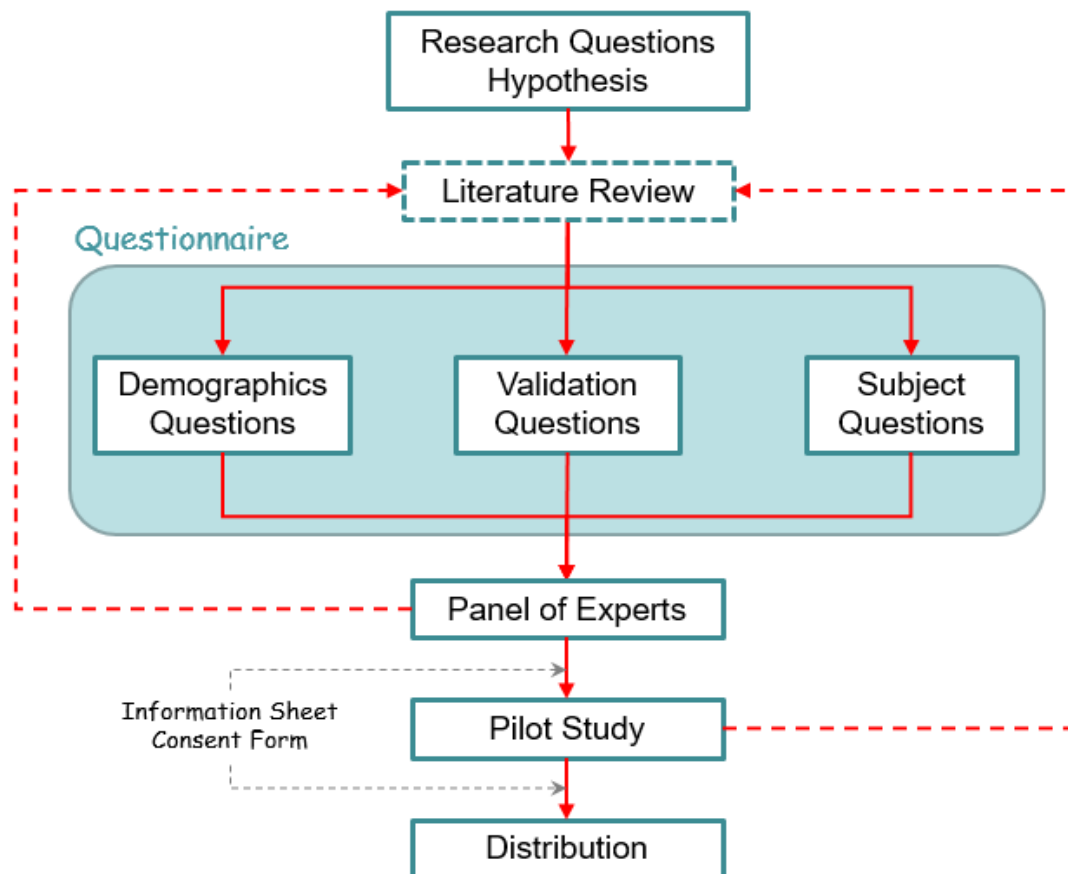 Research Questions
Hypothesis
Literature Review
Questionnaire
Demographics
Questions
Validation
Questions
Subject
Questions
Panel of Experts
Information Sheet
Consent Form
Pilot Study
Distribution